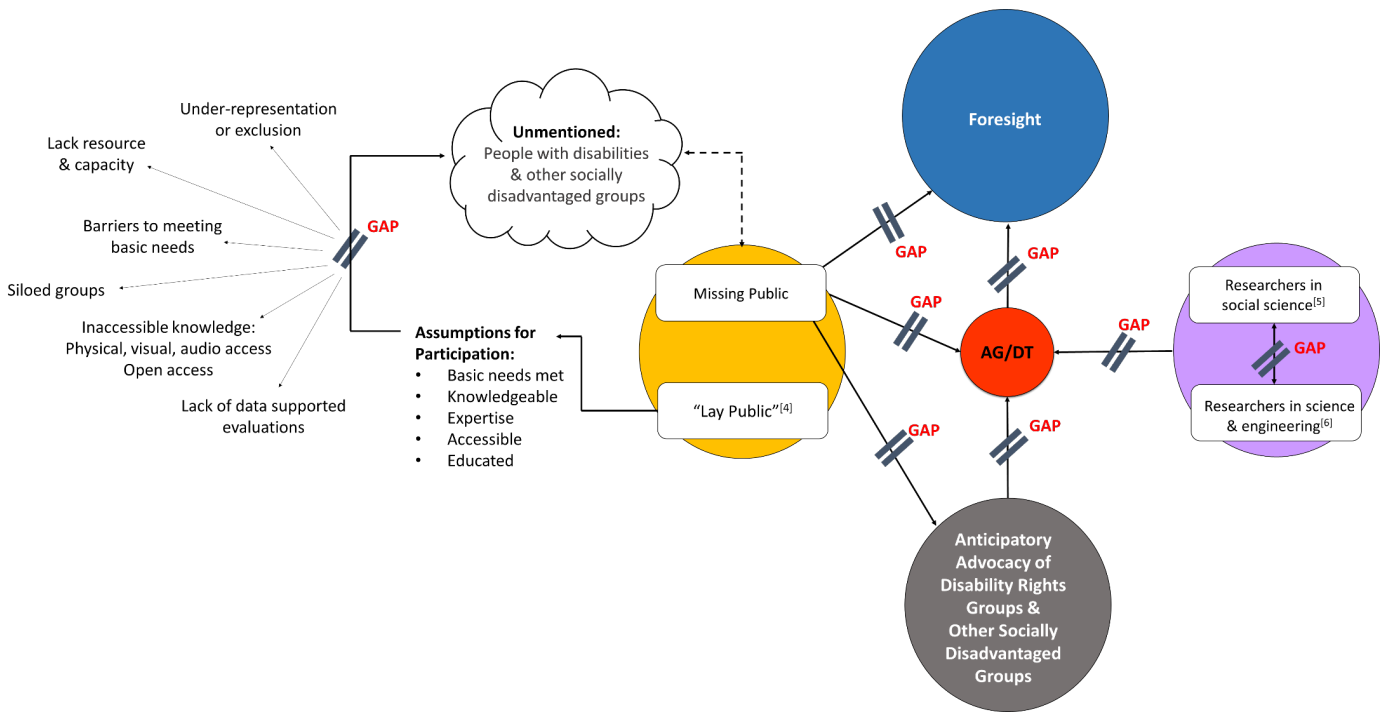 Under-representation
or exclusion
Lack resource
& capacity
Barriers to meeting
basic needs
Siloed groups
Inaccessible knowledge:
Physical, visual, audio access
Open access
Lack of data supported
evaluations
GAP
Unmentioned:
People with disabilities
& other socially
disadvantaged groups
Assumptions for
Participation:
• Basic needs met
• Knowledgeable
• Expertise
• Accessible
• Educated
Missing Public
“Lay Public”[4]
GAP
GAP
GAP
Foresight
GAP
AG/DT
GAP
Anticipatory
Advocacy of
Disability Rights
Groups &
Other Socially
Disadvantaged
Groups
GAP
Researchers in
social science[5]
GAP
Researchers in science
& engineering[6]